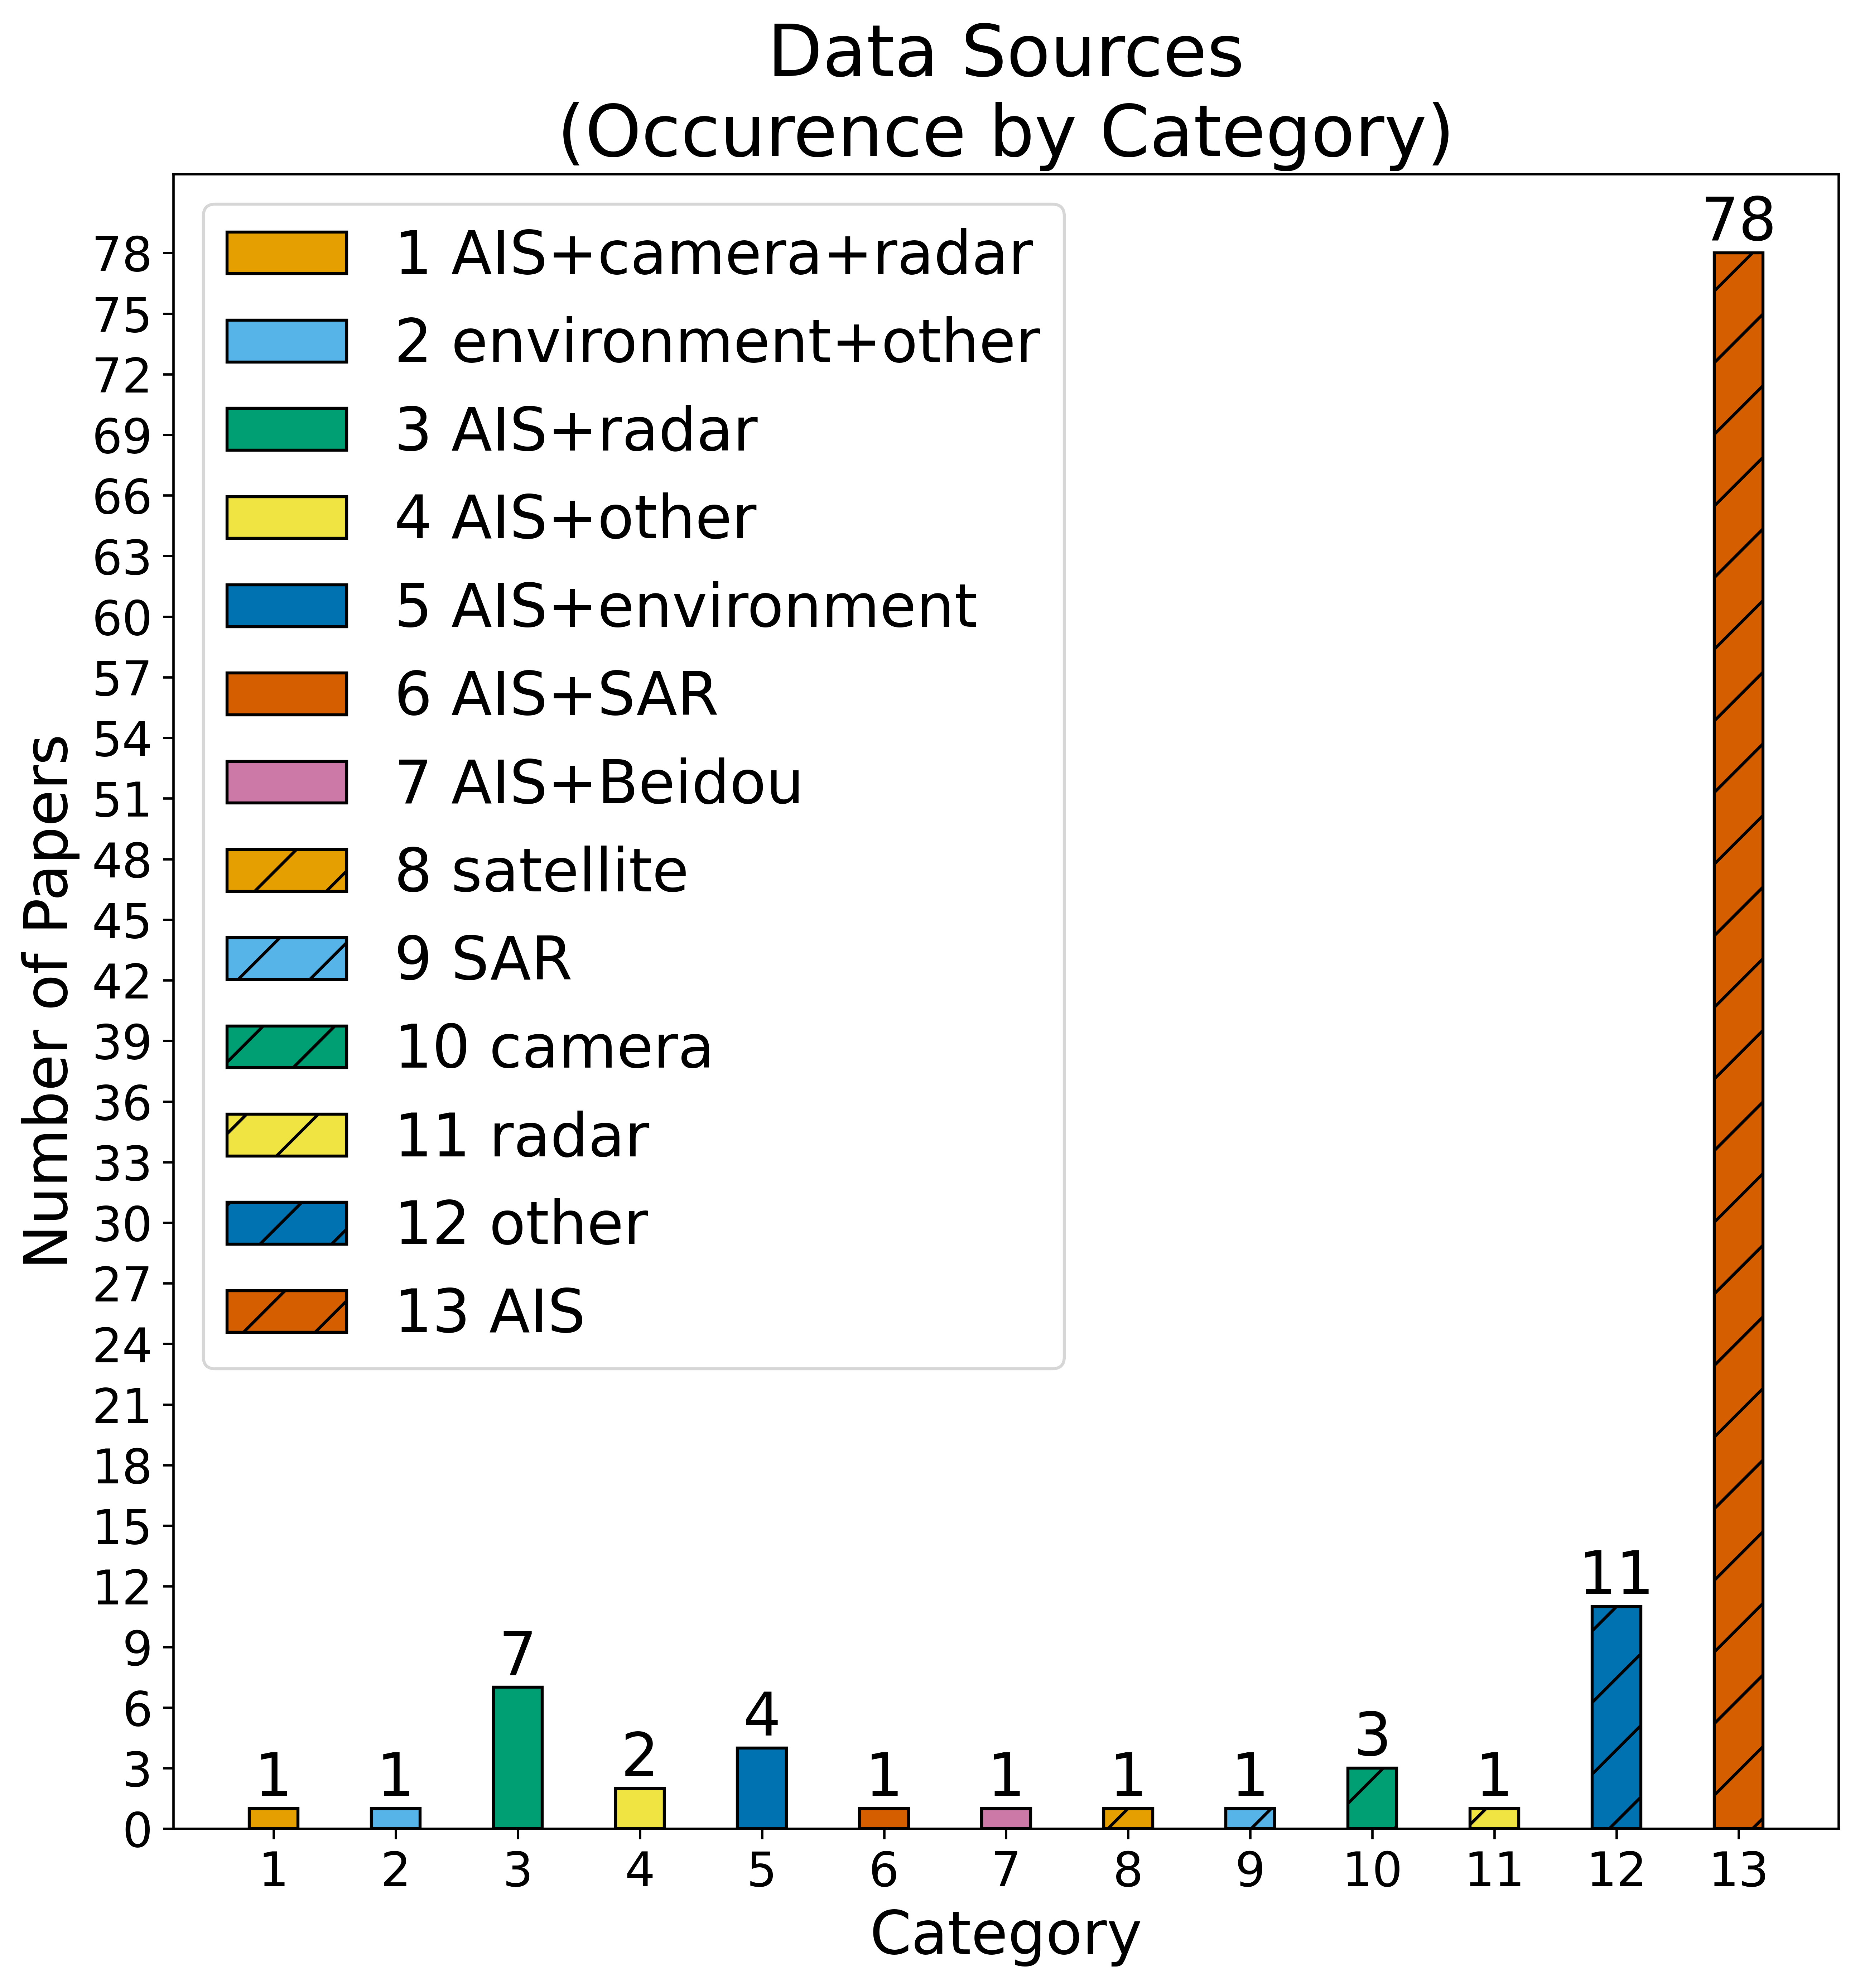 Data Sources
(Occurence by Category)
Number of Papers
78
75
72
69
66
63
60
57
54
51
48
45
42
39
36
33
30
27
24
21
18
15
12
9
6
3
0
1 AIS+camera+radar
2 environment+other
3 AIS+radar
4 AIS+other
5 AIS+environment
6 AIS+SAR
7 AIS+Beidou
8 satellite
9 SAR
10 camera
11 radar
12 other
13 AIS
1 1 7 2 4 1 1 1 1 3 1 11 78
1 2 3 4 5 6 7 8 9 10 11 12 13
Category